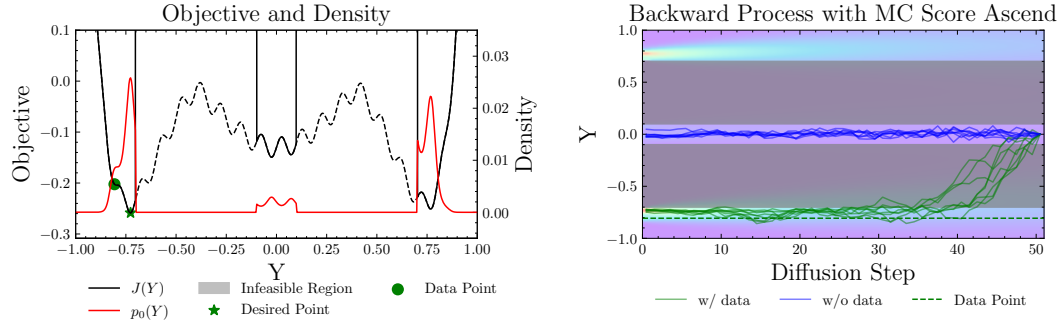 Objective and Density
0.1
0.0
−0.1
−0.2
−0.3
Objective
0.03
0.02
0.01
0.00
Density
−1.00
−0.75
−0.50
−0.25
0.00
0.25
0.50
0.75
1.00
Y
J(Y)
Infeasible Region
Data Point
p₀(Y)
Desired Point
Backward Process with MC Score Ascend
1.0
0.5
0.0
−0.5
−1.0
Y
0
10
20
30
40
50
Diffusion Step
w/ data
w/o data
Data Point